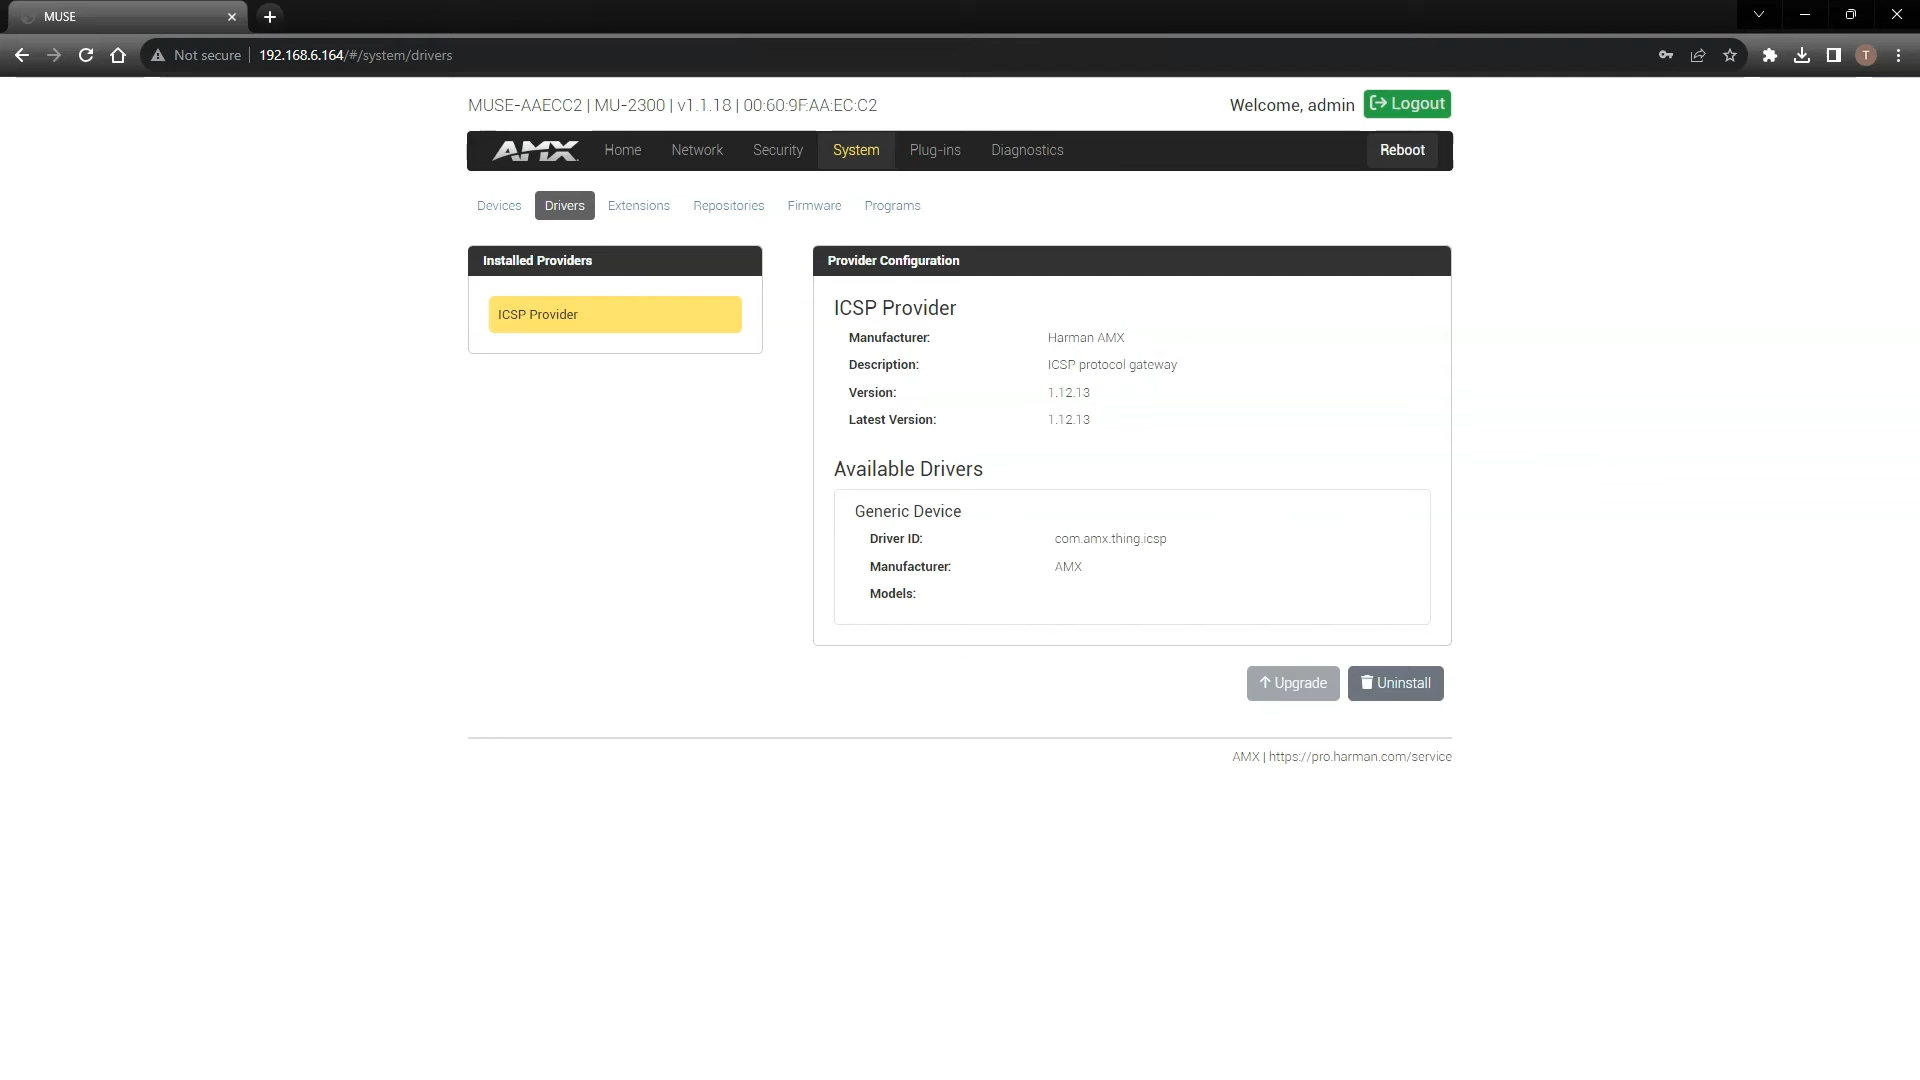 MUSE
Not secure 192.168.6.164/#/system/drivers
T
MUSE-AAECC2 | MU-2300 | v1.1.18 | 00:60:9F:AA:EC:C2
Welcome, admin
Logout
AMX Home Network Security System Plug-ins Diagnostics Reboot
Devices Drivers Extensions Repositories Firmware Programs
Installed Providers
ICSP Provider
Provider Configuration
ICSP Provider
Manufacturer: Harman AMX
Description: ICSP protocol gateway
Version: 1.12.13
Latest Version: 1.12.13
Available Drivers
Generic Device
Driver ID: com.amx.thing.icsp
Manufacturer: AMX
Models:
Upgrade Uninstall
AMX | https://pro.harman.com/service